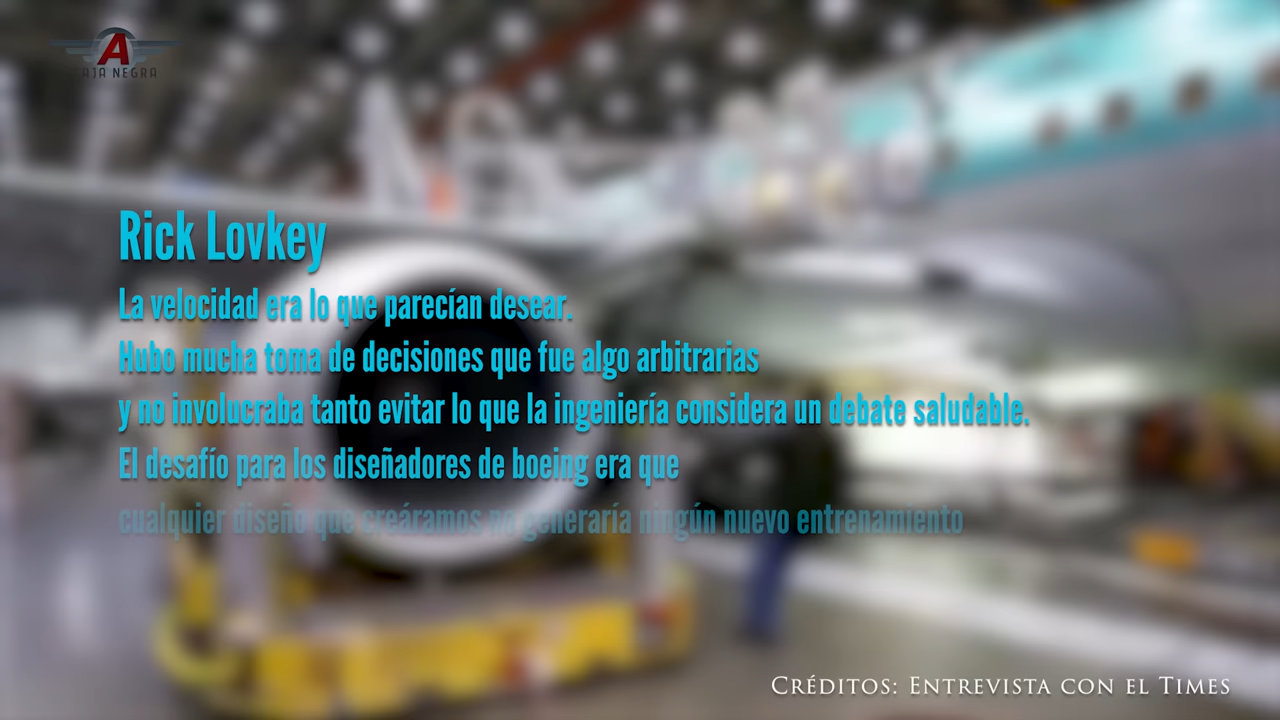 A
AJA NEGRA
Rick Lovkey
La velocidad era lo que parecían desear.
Hubo mucha toma de decisiones que fue algo arbitrarias
y no involucraba tanto evitar lo que la ingeniería considera un debate saludable.
El desafío para los diseñadores de boeing era que
cualquier diseño que creáramos no generaría ningún nuevo entrenamiento
Créditos: Entrevista con el Times